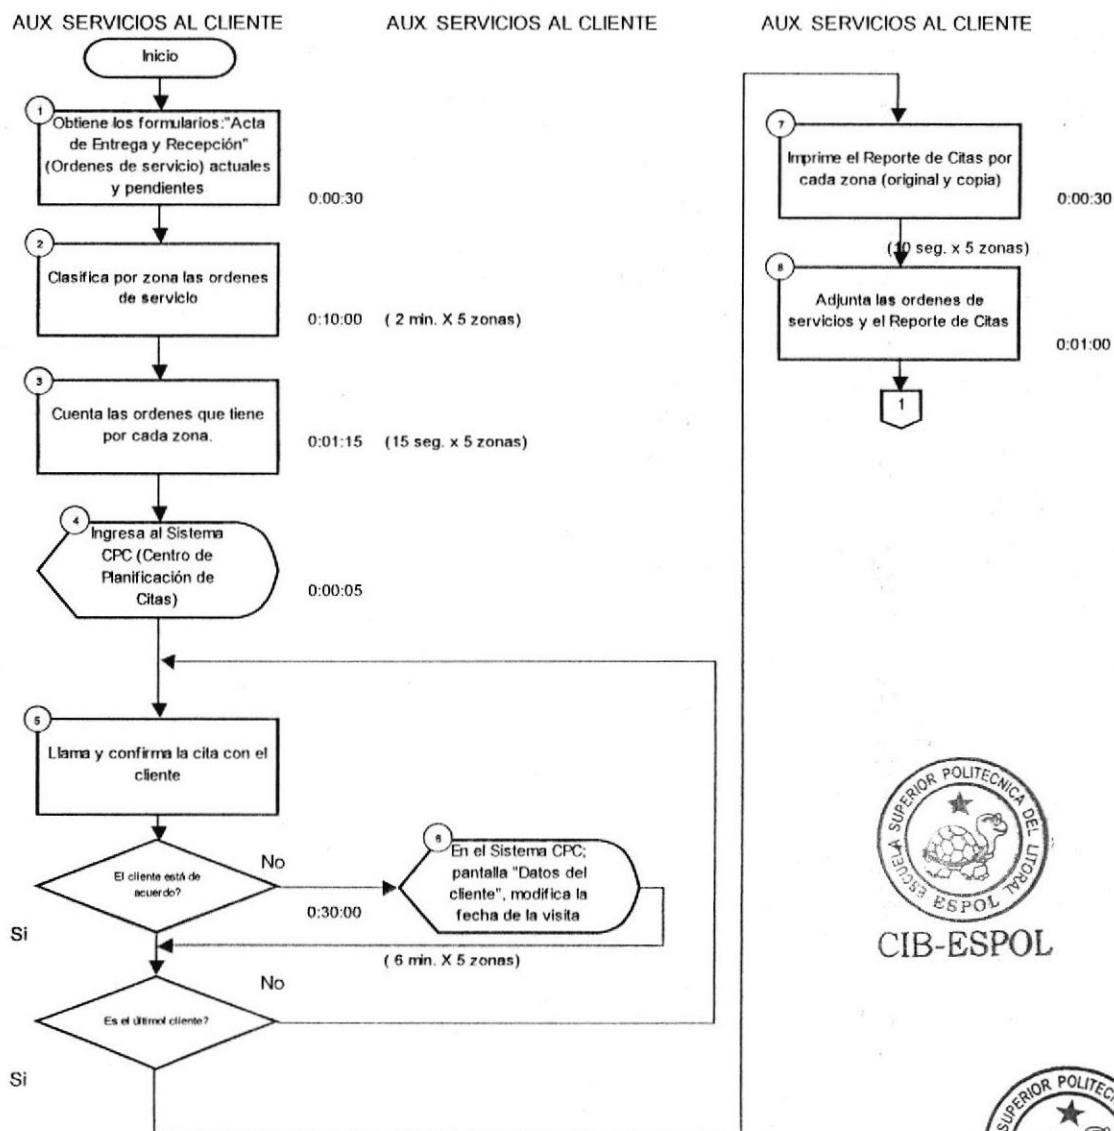 AUX SERVICIOS AL CLIENTE
AUX SERVICIOS AL CLIENTE
AUX SERVICIOS AL CLIENTE
Inicio
1
Obtiene los formularios:"Acta
de Entrega y Recepción"
(Ordenes de servicio) actuales
y pendientes
0:00:30
2
Clasifica por zona las ordenes
de servicio
0:10:00 ( 2 min. X 5 zonas)
3
Cuenta las ordenes que tiene
por cada zona.
0:01:15 (15 seg. x 5 zonas)
4
Ingresa al Sistema
CPC (Centro de
Planificación de
Citas)
0:00:05
5
Llama y confirma la cita con el
cliente
El cliente está de
acuerdo?
No
Si
0:30:00
6
En el Sistema CPC;
pantalla "Datos del
cliente", modifica la
fecha de la visita
( 6 min. X 5 zonas)
Es el últimol cliente?
No
Si
7
Imprime el Reporte de Citas por
cada zona (original y copia)
0:00:30
(10 seg. x 5 zonas)
8
Adjunta las ordenes de
servicios y el Reporte de Citas
0:01:00
1
ESCUELA SUPERIOR POLITECNICA DEL LITORAL
ESPOL
CIB-ESPOL
SUPERIOR